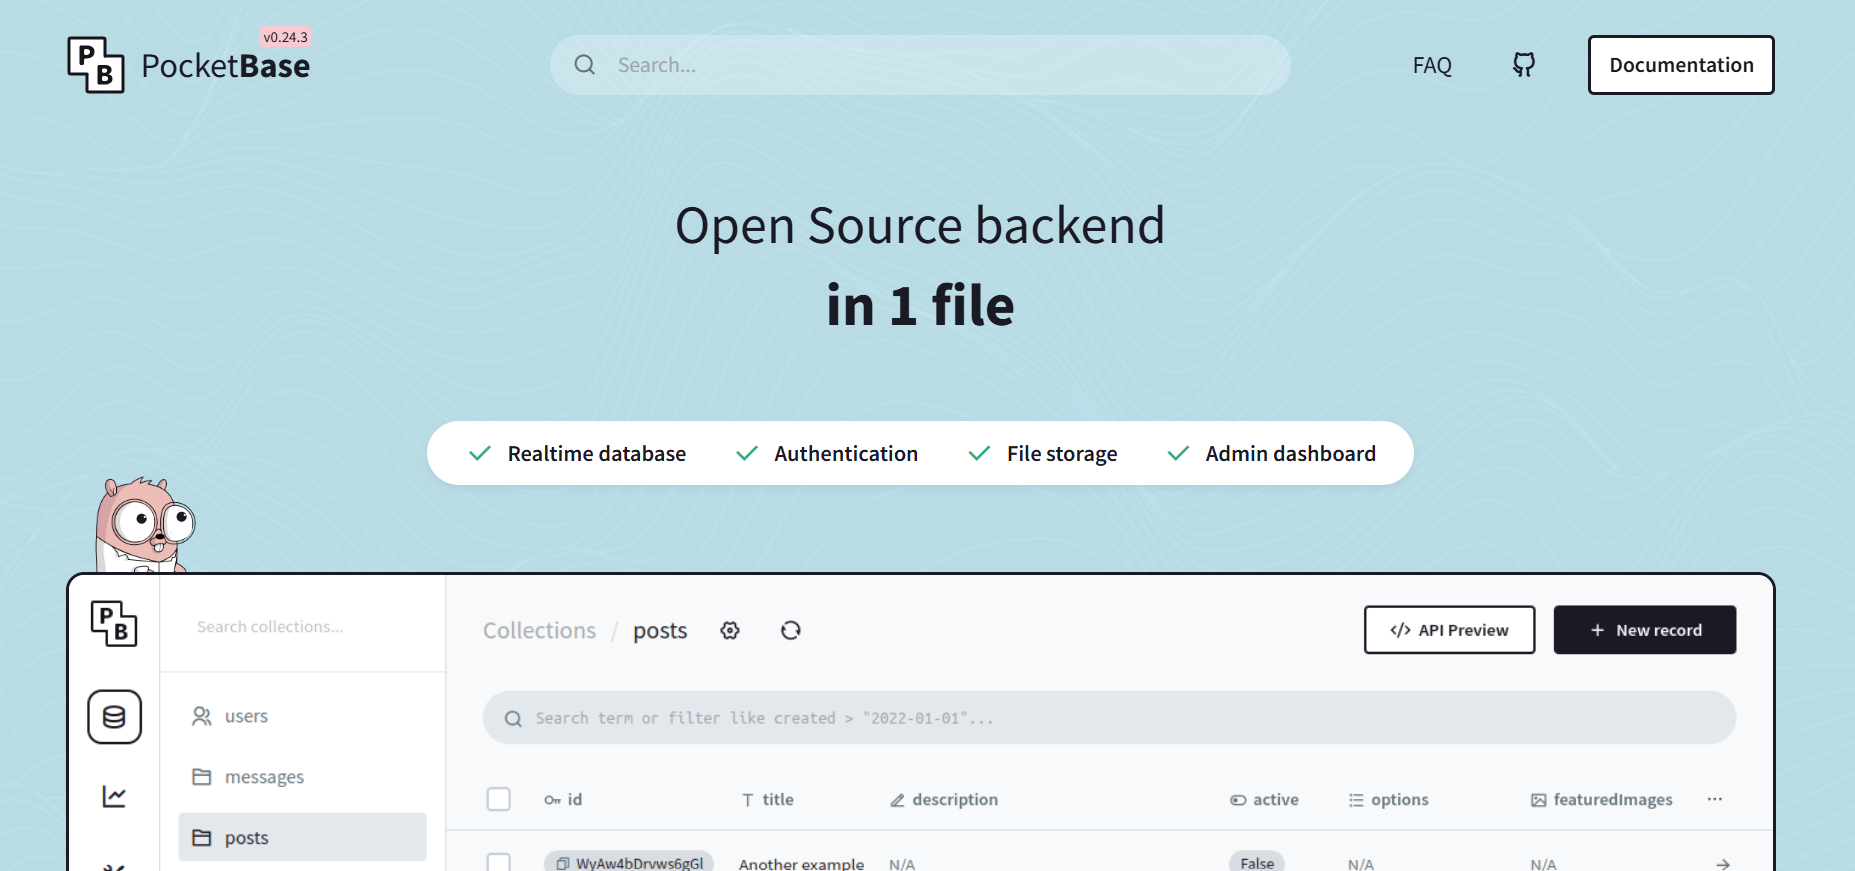 P
B
PocketBase
v0.24.3
Search...
FAQ
Documentation
Open Source backend
in 1 file
Realtime database
Authentication
File storage
Admin dashboard
P
B
Search collections...
users
messages
posts
Collections / posts
</> API Preview
+ New record
Search term or filter like created > "2022-01-01"...
id
title
description
active
options
featuredImages
WyAw4bDrvws6gGl
Another example
N/A
False
N/A
N/A